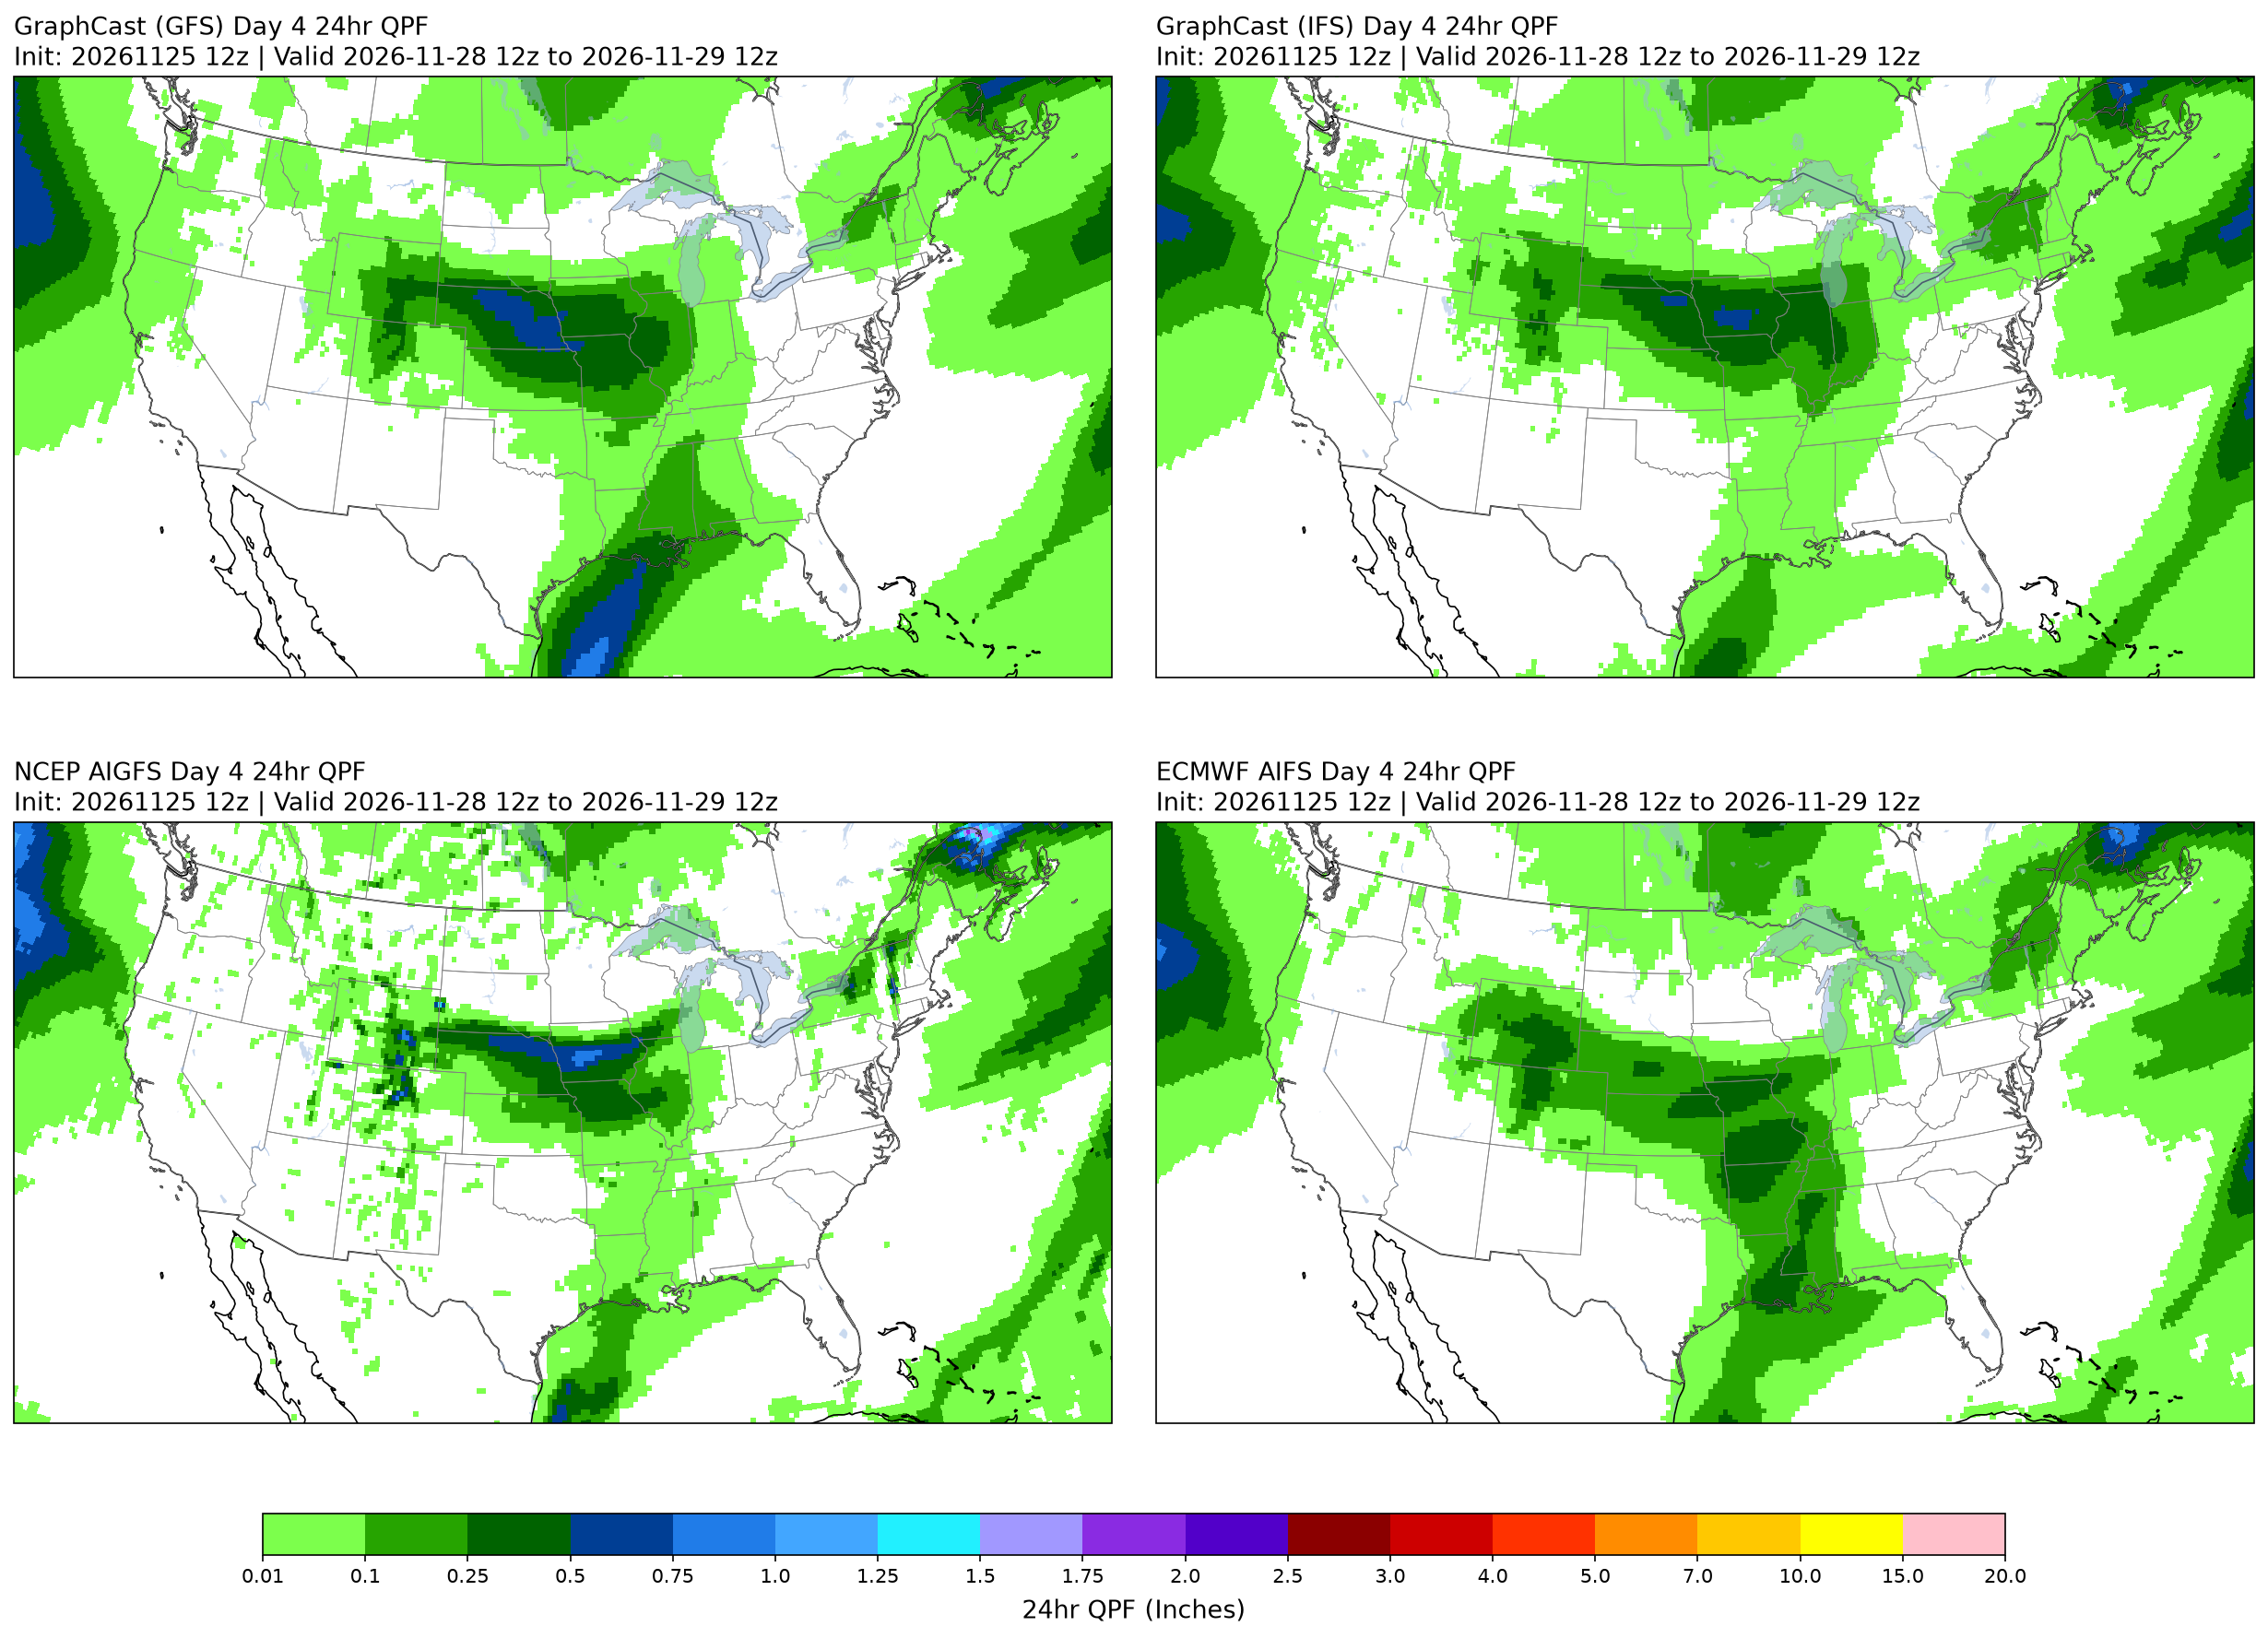 GraphCast (GFS) Day 4 24hr QPF
Init: 20261125 12z | Valid 2026-11-28 12z to 2026-11-29 12z
GraphCast (IFS) Day 4 24hr QPF
Init: 20261125 12z | Valid 2026-11-28 12z to 2026-11-29 12z
NCEP AIGFS Day 4 24hr QPF
Init: 20261125 12z | Valid 2026-11-28 12z to 2026-11-29 12z
ECMWF AIFS Day 4 24hr QPF
Init: 20261125 12z | Valid 2026-11-28 12z to 2026-11-29 12z
0.01 0.1 0.25 0.5 0.75 1.0 1.25 1.5 1.75 2.0 2.5 3.0 4.0 5.0 7.0 10.0 15.0 20.0
24hr QPF (Inches)